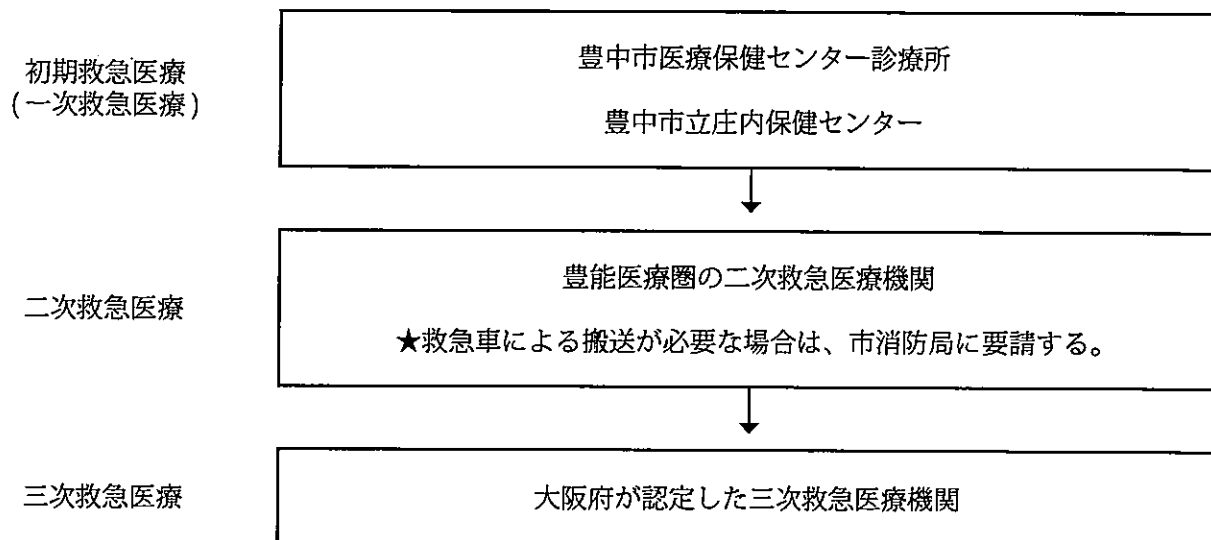 初期救急医療
(一次救急医療)
豊中市医療保健センター診療所
豊中市立庄内保健センター
二次救急医療
豊能医療圏の二次救急医療機関
★救急車による搬送が必要な場合は、市消防局に要請する。
三次救急医療
大阪府が認定した三次救急医療機関